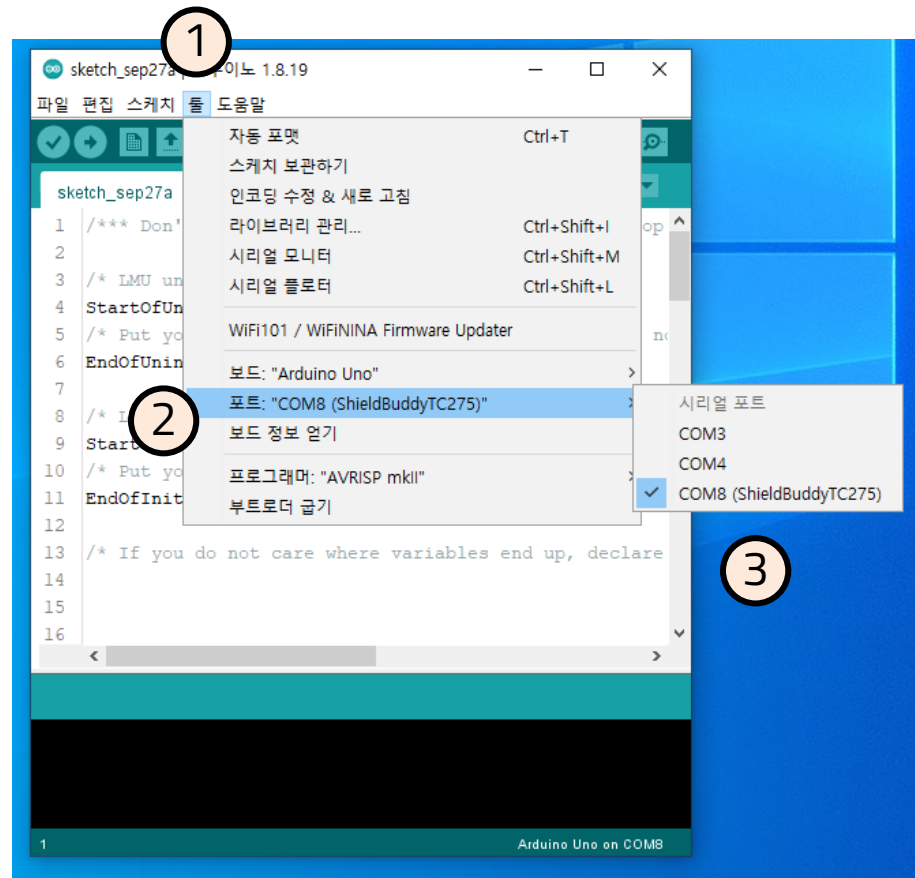 1
sketch_sep27a | 두이노 1.8.19
파일 편집 스케치 툴 도움말
자동 포맷 Ctrl+T
스케치 보관하기
sketch_sep27a
인코딩 수정 & 새로 고침
1 /*** Don' 라이브러리 관리... Ctrl+Shift+I op
2
시리얼 모니터 Ctrl+Shift+M
3 /* LMU un 시리얼 플로터 Ctrl+Shift+L
4 StartOfUn
5 /* Put yo WiFi101 / WiFiNINA Firmware Updater
6 EndOfUnin
보드: "Arduino Uno"
7
포트: "COM8 (ShieldBuddyTC275)"
시리얼 포트
8 /*
2
보드 정보 얻기
COM3
9 Start
COM4
10 /* Put yo 프로그래머: "AVRISP mkII"
11 EndOfInit
COM8 (ShieldBuddyTC275)
부트로더 굽기
12
13 /* If you do not care where variables end up, declare
3
14
15
16
1
Arduino Uno on COM8